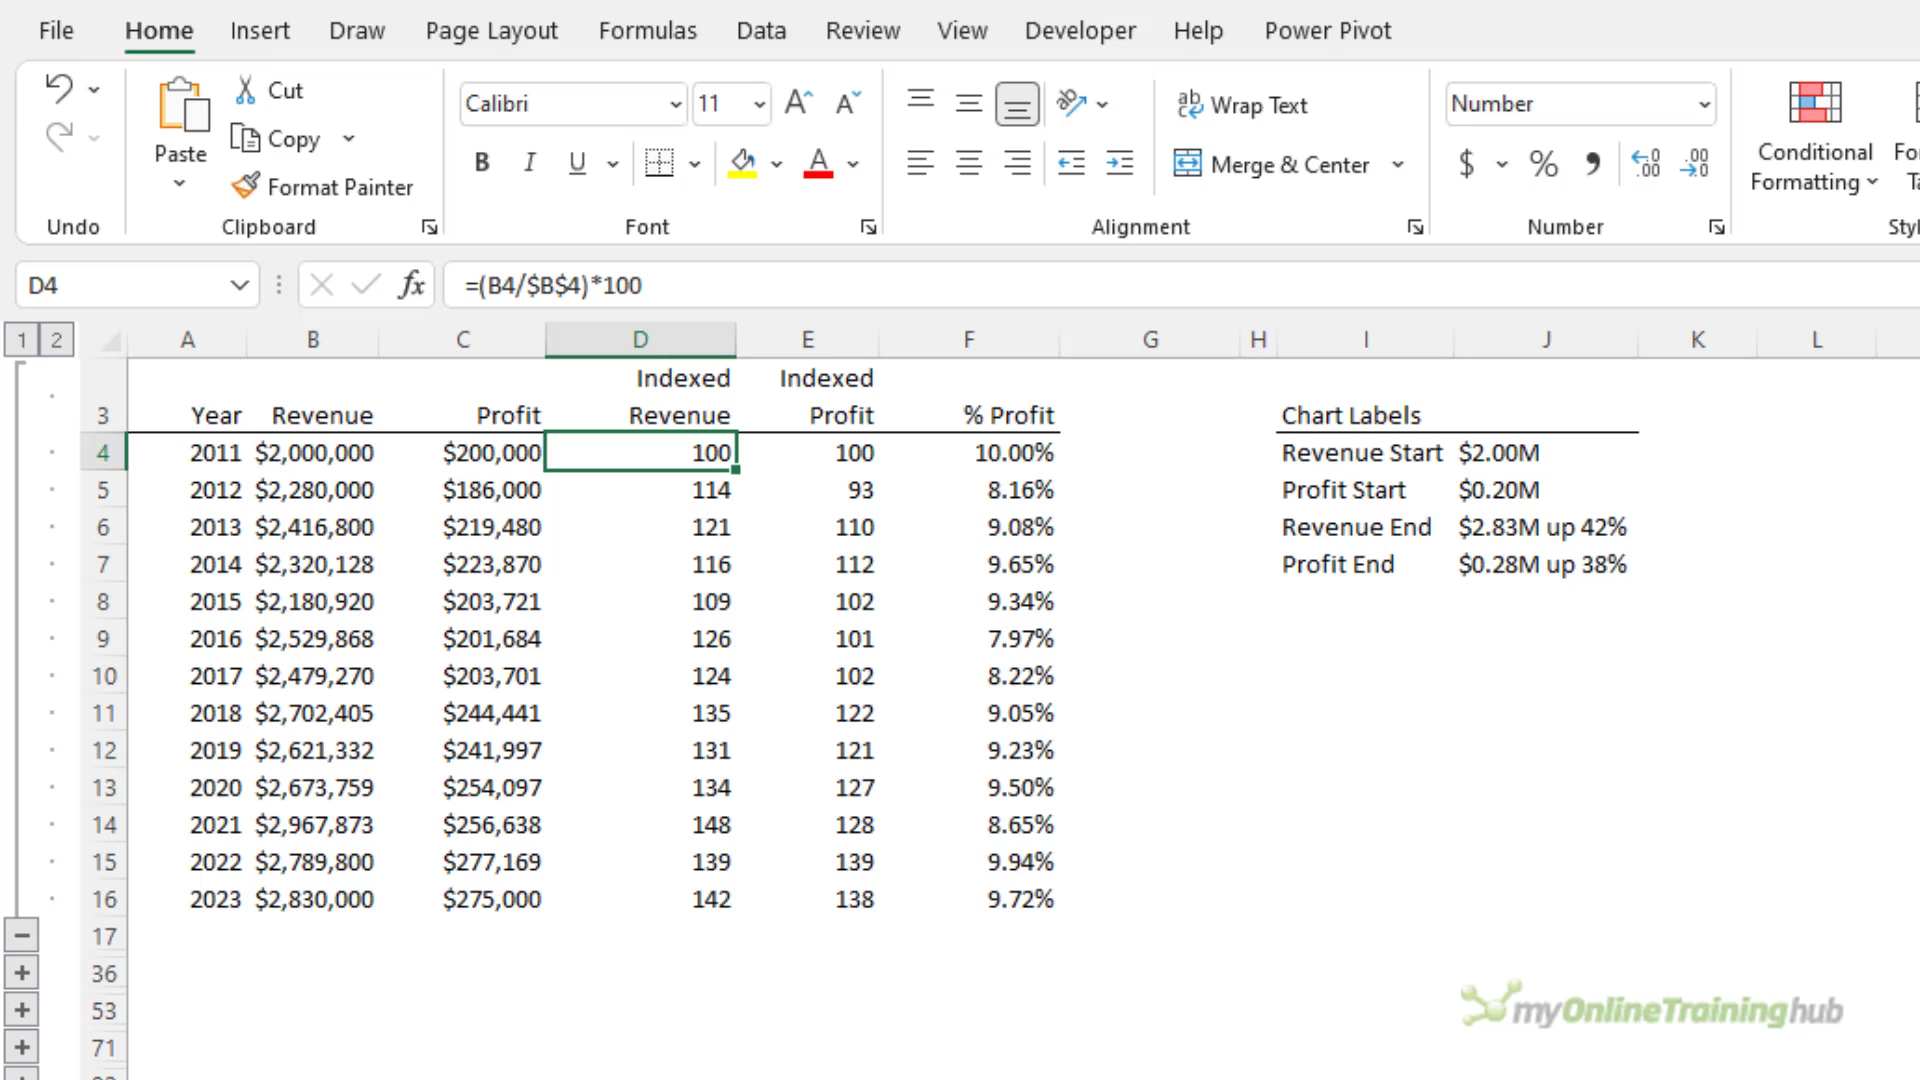 File Home Insert Draw Page Layout Formulas Data Review View Developer Help Power Pivot
Cut
Copy
Format Painter
Paste
Undo
Clipboard
Calibri 11
B I U
Font
Wrap Text
Merge & Center
Alignment
Number
$ % 9
Number
Conditional
Formatting
D4
fx =(B4/$B$4)*100
1 2 A B C D E F G H I J K L
Indexed Indexed
3 Year Revenue Profit Revenue Profit % Profit Chart Labels
4 2011 $2,000,000 $200,000 100 100 10.00% Revenue Start $2.00M
5 2012 $2,280,000 $186,000 114 93 8.16% Profit Start $0.20M
6 2013 $2,416,800 $219,480 121 110 9.08% Revenue End $2.83M up 42%
7 2014 $2,320,128 $223,870 116 112 9.65% Profit End $0.28M up 38%
8 2015 $2,180,920 $203,721 109 102 9.34%
9 2016 $2,529,868 $201,684 126 101 7.97%
10 2017 $2,479,270 $203,701 124 102 8.22%
11 2018 $2,702,405 $244,441 135 122 9.05%
12 2019 $2,621,332 $241,997 131 121 9.23%
13 2020 $2,673,759 $254,097 134 127 9.50%
14 2021 $2,967,873 $256,638 148 128 8.65%
15 2022 $2,789,800 $277,169 139 139 9.94%
16 2023 $2,830,000 $275,000 142 138 9.72%
17
36
53
71
myOnlineTraininghub